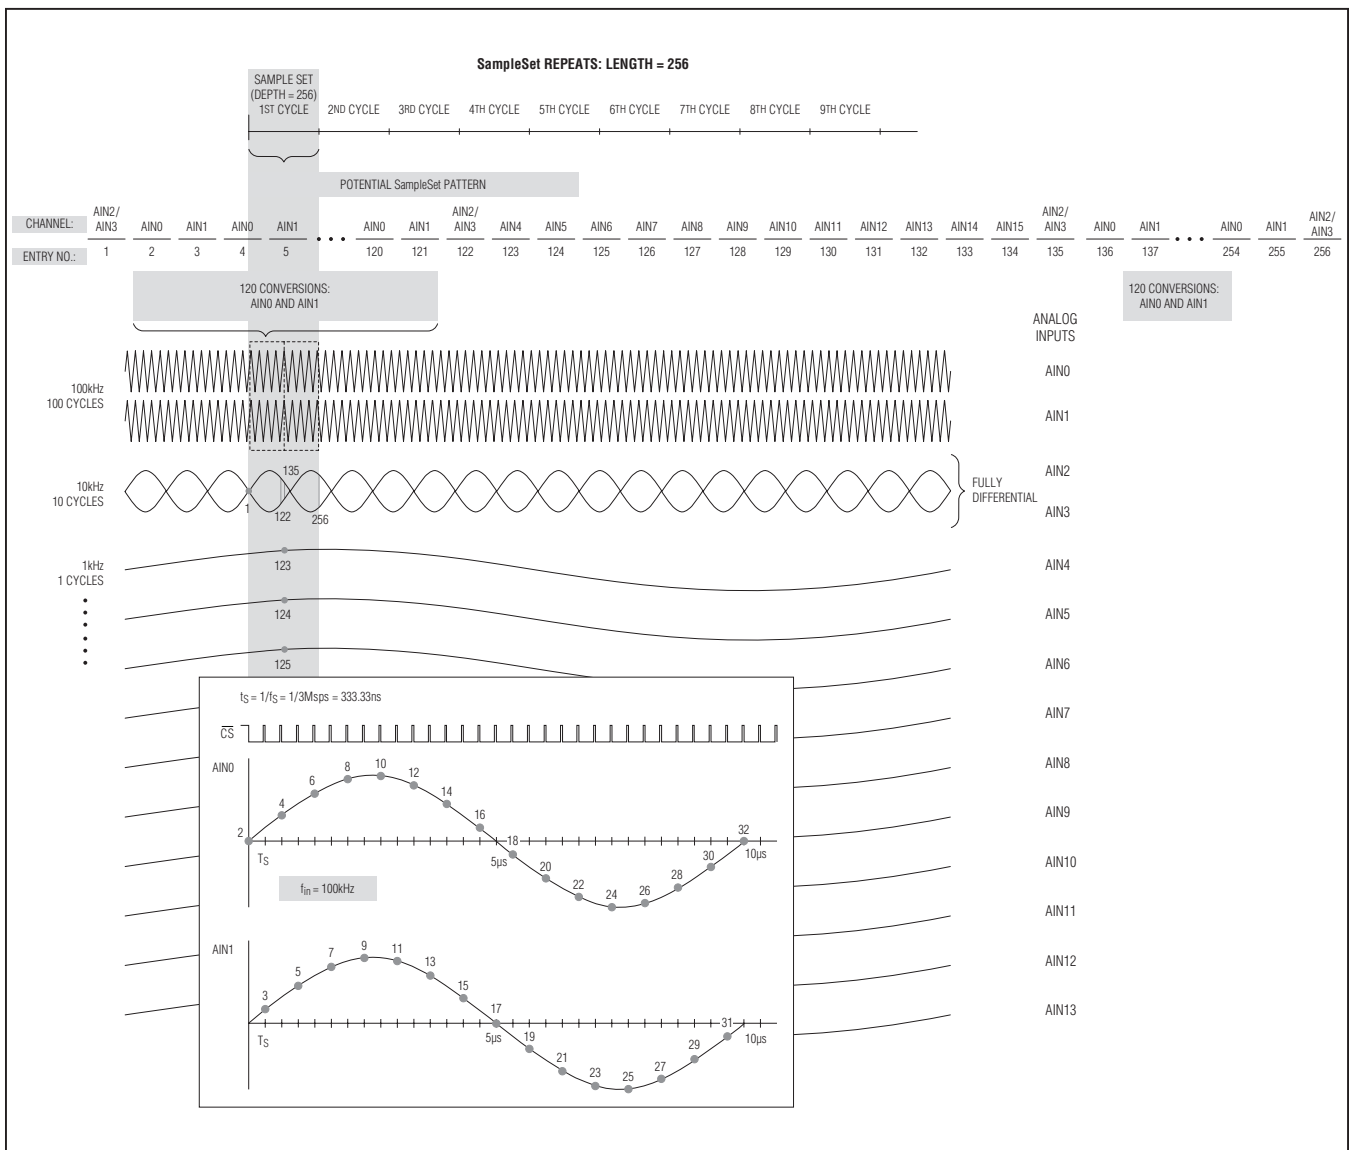 SampleSet REPEATS: LENGTH = 256
SAMPLE SET
(DEPTH = 256)
1ST CYCLE 2ND CYCLE 3RD CYCLE 4TH CYCLE 5TH CYCLE 6TH CYCLE 7TH CYCLE 8TH CYCLE 9TH CYCLE
POTENTIAL SampleSet PATTERN
CHANNEL: AIN2/AIN3 AIN0 AIN1 AIN0 AIN1 • • • AIN0 AIN1 AIN2/AIN3 AIN4 AIN5 AIN6 AIN7 AIN8 AIN9 AIN10 AIN11 AIN12 AIN13 AIN14 AIN15 AIN2/AIN3 AIN0 AIN1 • • • AIN0 AIN1 AIN2/AIN3
ENTRY NO.: 1 2 3 4 5 120 121 122 123 124 125 126 127 128 129 130 131 132 133 134 135 136 137 254 255 256
120 CONVERSIONS:
AIN0 AND AIN1
120 CONVERSIONS:
AIN0 AND AIN1
ANALOG
INPUTS
100kHz
100 CYCLES
AIN0
AIN1
10kHz
10 CYCLES
135
1
122
256
FULLY
DIFFERENTIAL
AIN2
AIN3
1kHz
1 CYCLES
123
AIN4
124
AIN5
125
AIN6
AIN7
AIN8
AIN9
AIN10
AIN11
AIN12
AIN13
tS = 1/fS = 1/3Msps = 333.33ns
CS
AIN0
2 4 6 8 10 12 14 16 18 20 22 24 26 28 30 32
TS
5µs
10µs
fin = 100kHz
AIN1
3 5 7 9 11 13 15 17 19 21 23 25 27 29 31
TS
5µs
10µs